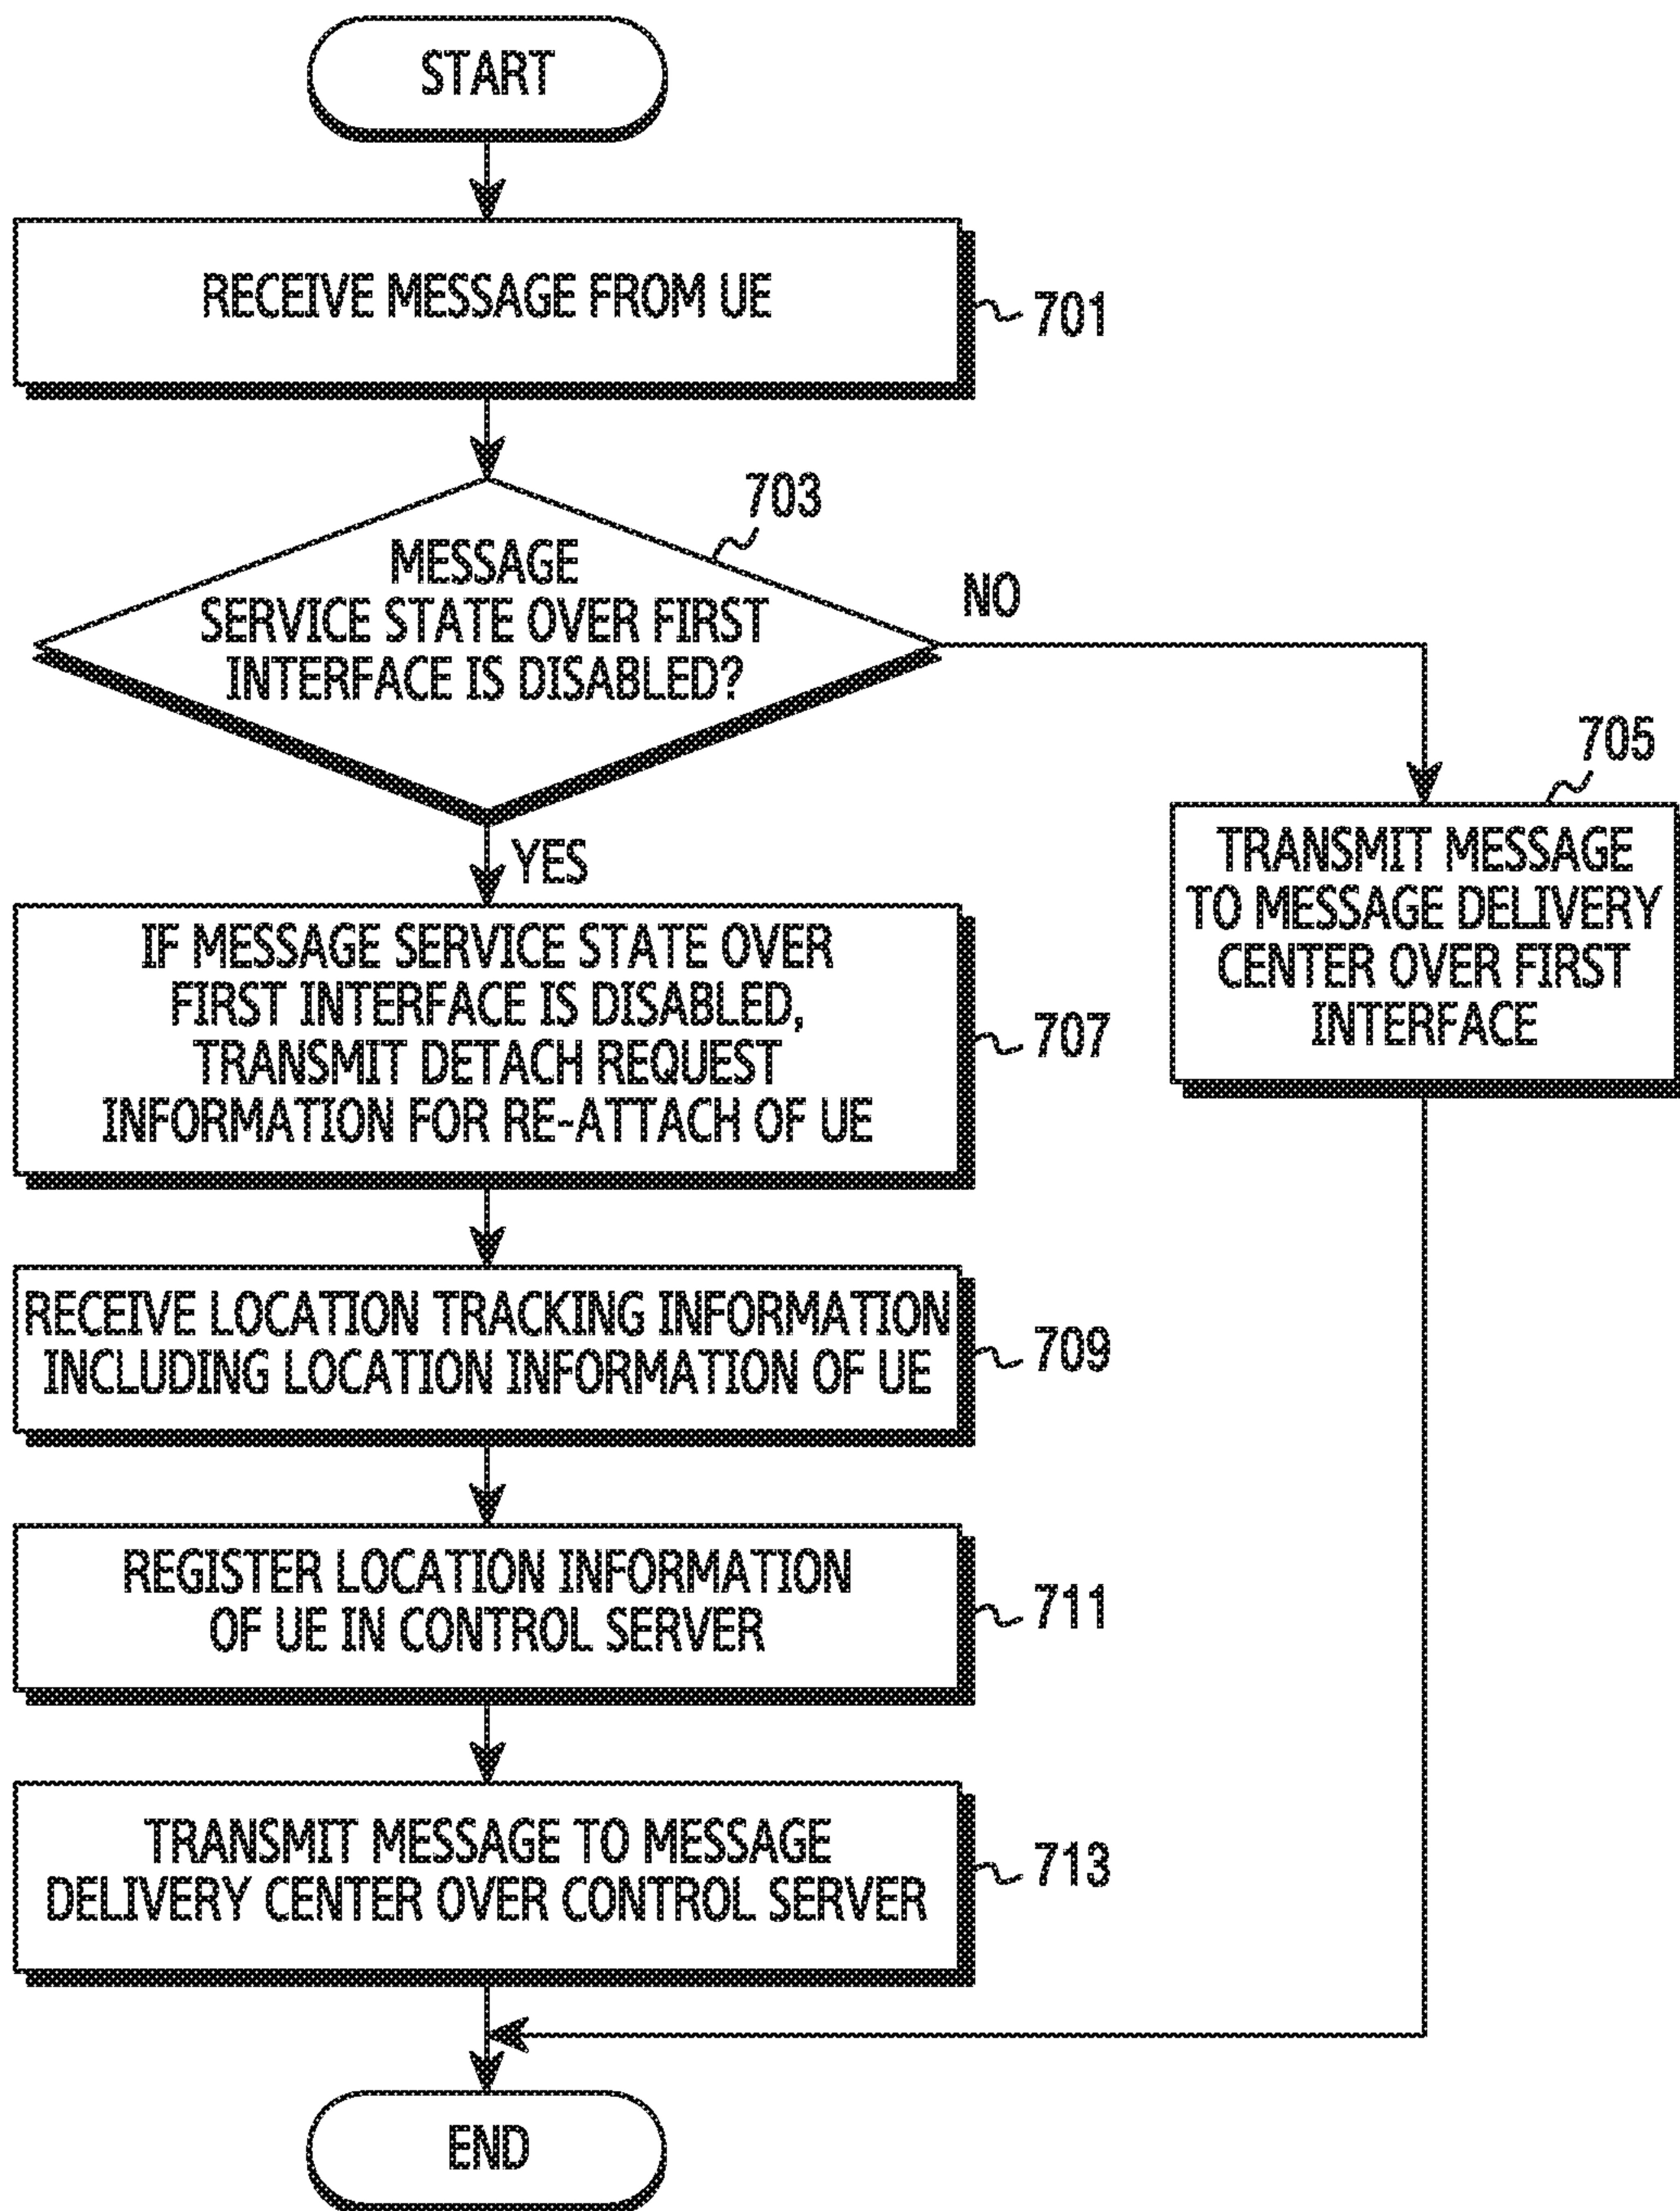 START
RECEIVE MESSAGE FROM UE
701
703
MESSAGE
SERVICE STATE OVER FIRST
INTERFACE IS DISABLED?
NO
YES
705
TRANSMIT MESSAGE
TO MESSAGE DELIVERY
CENTER OVER FIRST
INTERFACE
IF MESSAGE SERVICE STATE OVER
FIRST INTERFACE IS DISABLED,
TRANSMIT DETACH REQUEST
INFORMATION FOR RE-ATTACH OF UE
707
RECEIVE LOCATION TRACKING INFORMATION
INCLUDING LOCATION INFORMATION OF UE
709
REGISTER LOCATION INFORMATION
OF UE IN CONTROL SERVER
711
TRANSMIT MESSAGE TO MESSAGE
DELIVERY CENTER OVER CONTROL SERVER
713
END